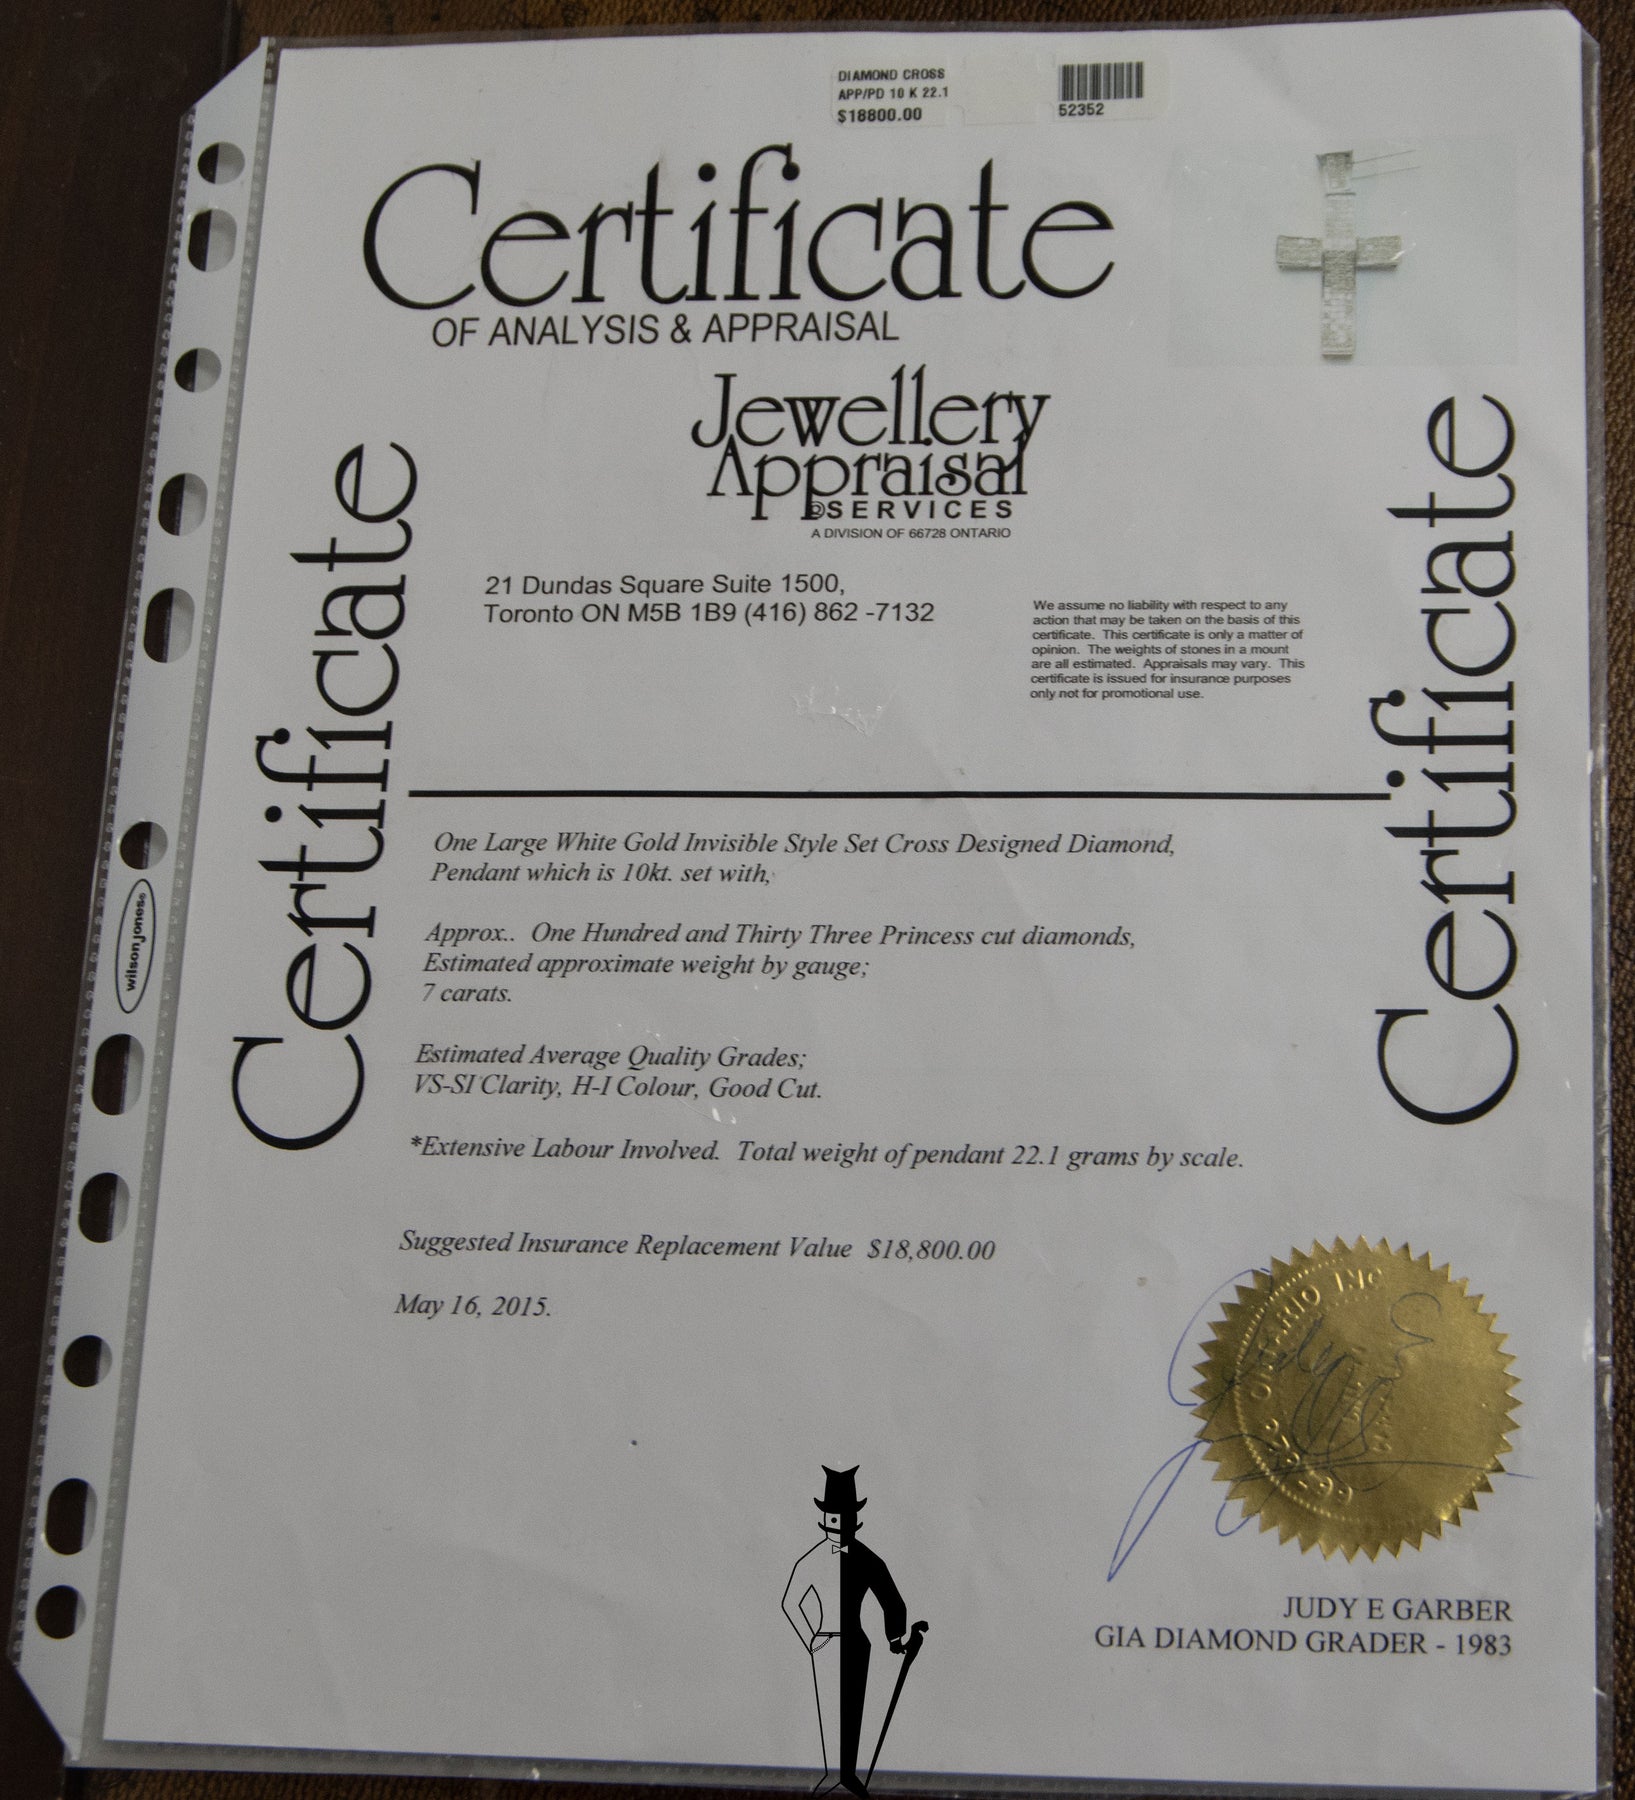 DIAMOND CROSS
APP/PD 10 K 22.1
$18800.00
52352
Certificate
OF ANALYSIS & APPRAISAL
Jewellery
Appraisal
SERVICES
A DIVISION OF 66728 ONTARIO
21 Dundas Square Suite 1500,
Toronto ON M5B 1B9 (416) 862 -7132
We assume no liability with respect to any
action that may be taken on the basis of this
certificate. This certificate is only a matter of
opinion. The weights of stones in a mount
are all estimated. Appraisals may vary. This
certificate is issued for insurance purposes
only not for promotional use.
Certificate
Certificate
wilson jones®
One Large White Gold Invisible Style Set Cross Designed Diamond,
Pendant which is 10kt. set with,
Approx.. One Hundred and Thirty Three Princess cut diamonds,
Estimated approximate weight by gauge;
7 carats.
Estimated Average Quality Grades;
VS-SI Clarity, H-I Colour, Good Cut.
*Extensive Labour Involved. Total weight of pendant 22.1 grams by scale.
Suggested Insurance Replacement Value $18,800.00
May 16, 2015.
ONTARIO INC
JUDY E GARBER
GIA DIAMOND GRADER - 1983